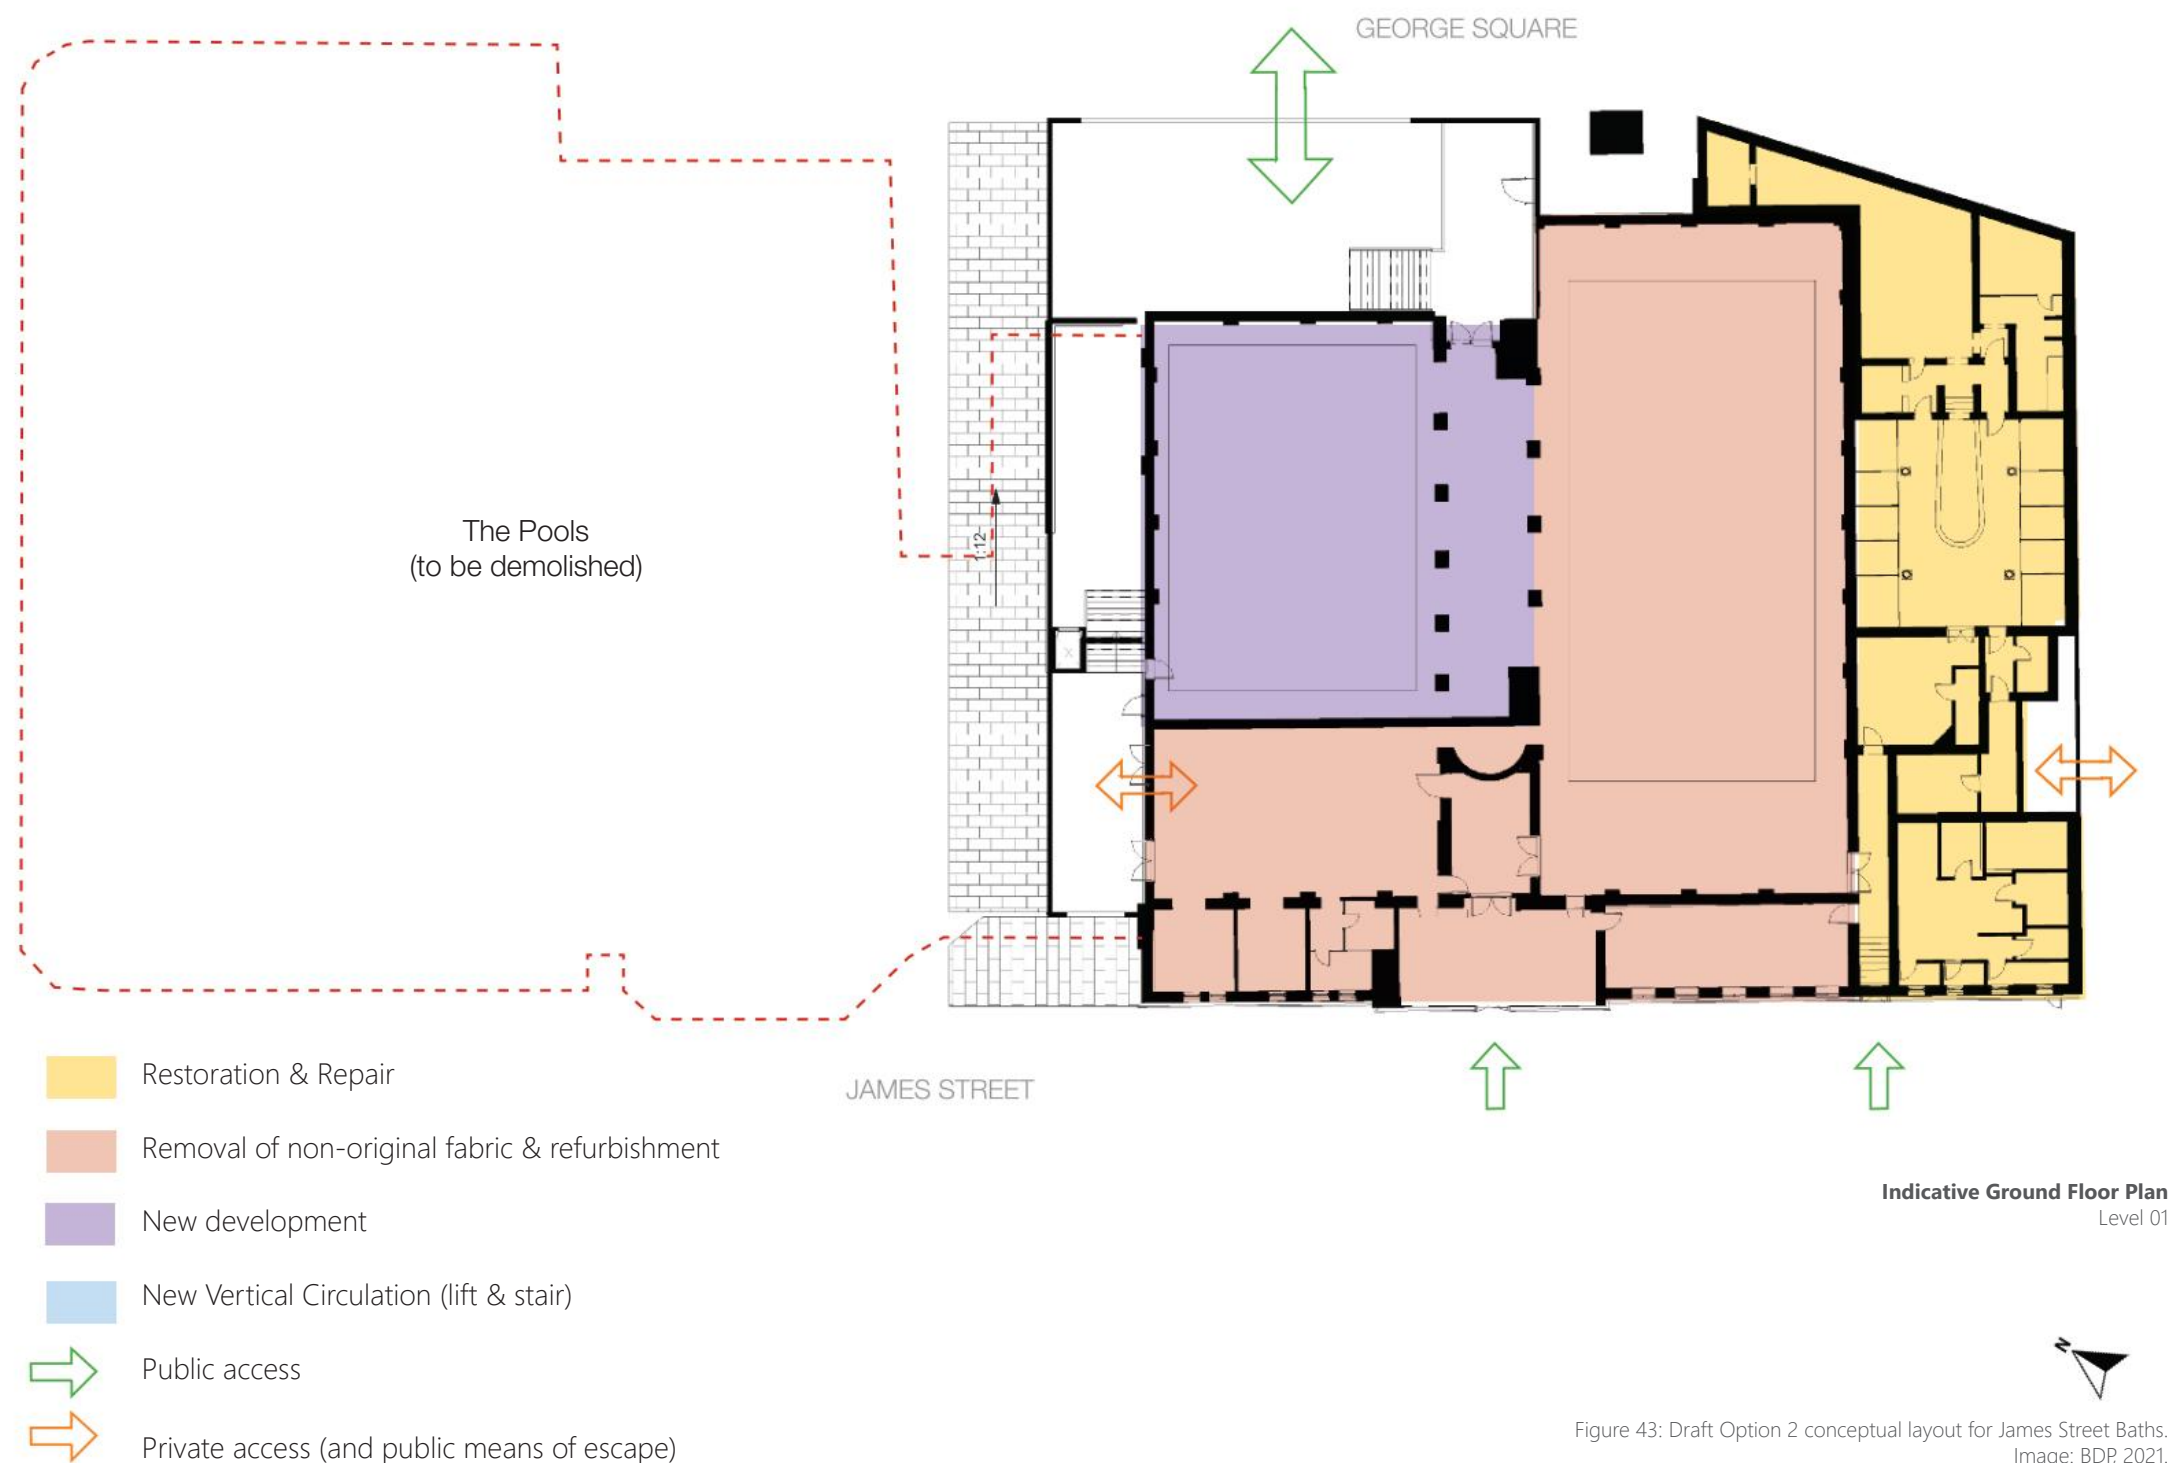 GEORGE SQUARE
The Pools
(to be demolished)
1:12
JAMES STREET
Restoration & Repair
Removal of non-original fabric & refurbishment
New development
New Vertical Circulation (lift & stair)
Public access
Private access (and public means of escape)
Indicative Ground Floor Plan
Level 01
N
Figure 43: Draft Option 2 conceptual layout for James Street Baths.
Image: BDP, 2021.